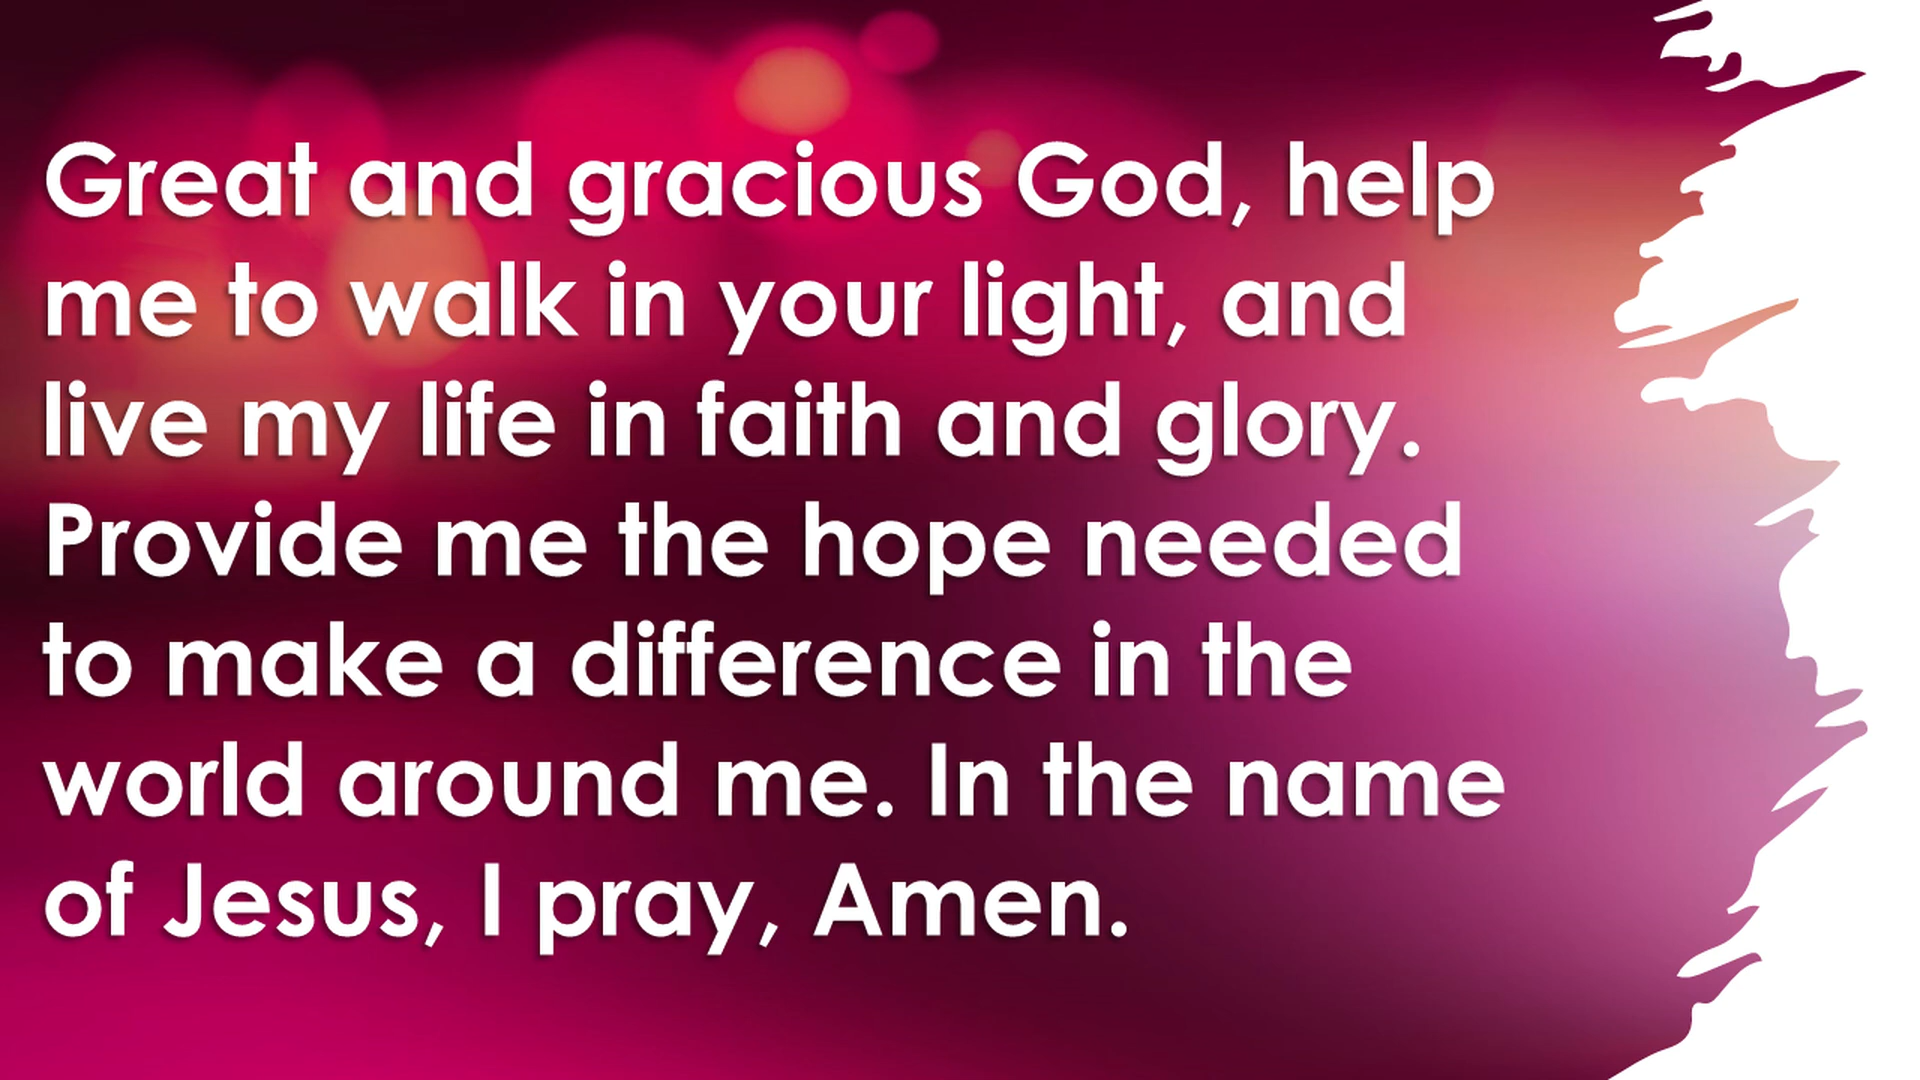 Great and gracious God, help
me to walk in your light, and
live my life in faith and glory.
Provide me the hope needed
to make a difference in the
world around me. In the name
of Jesus, I pray, Amen.